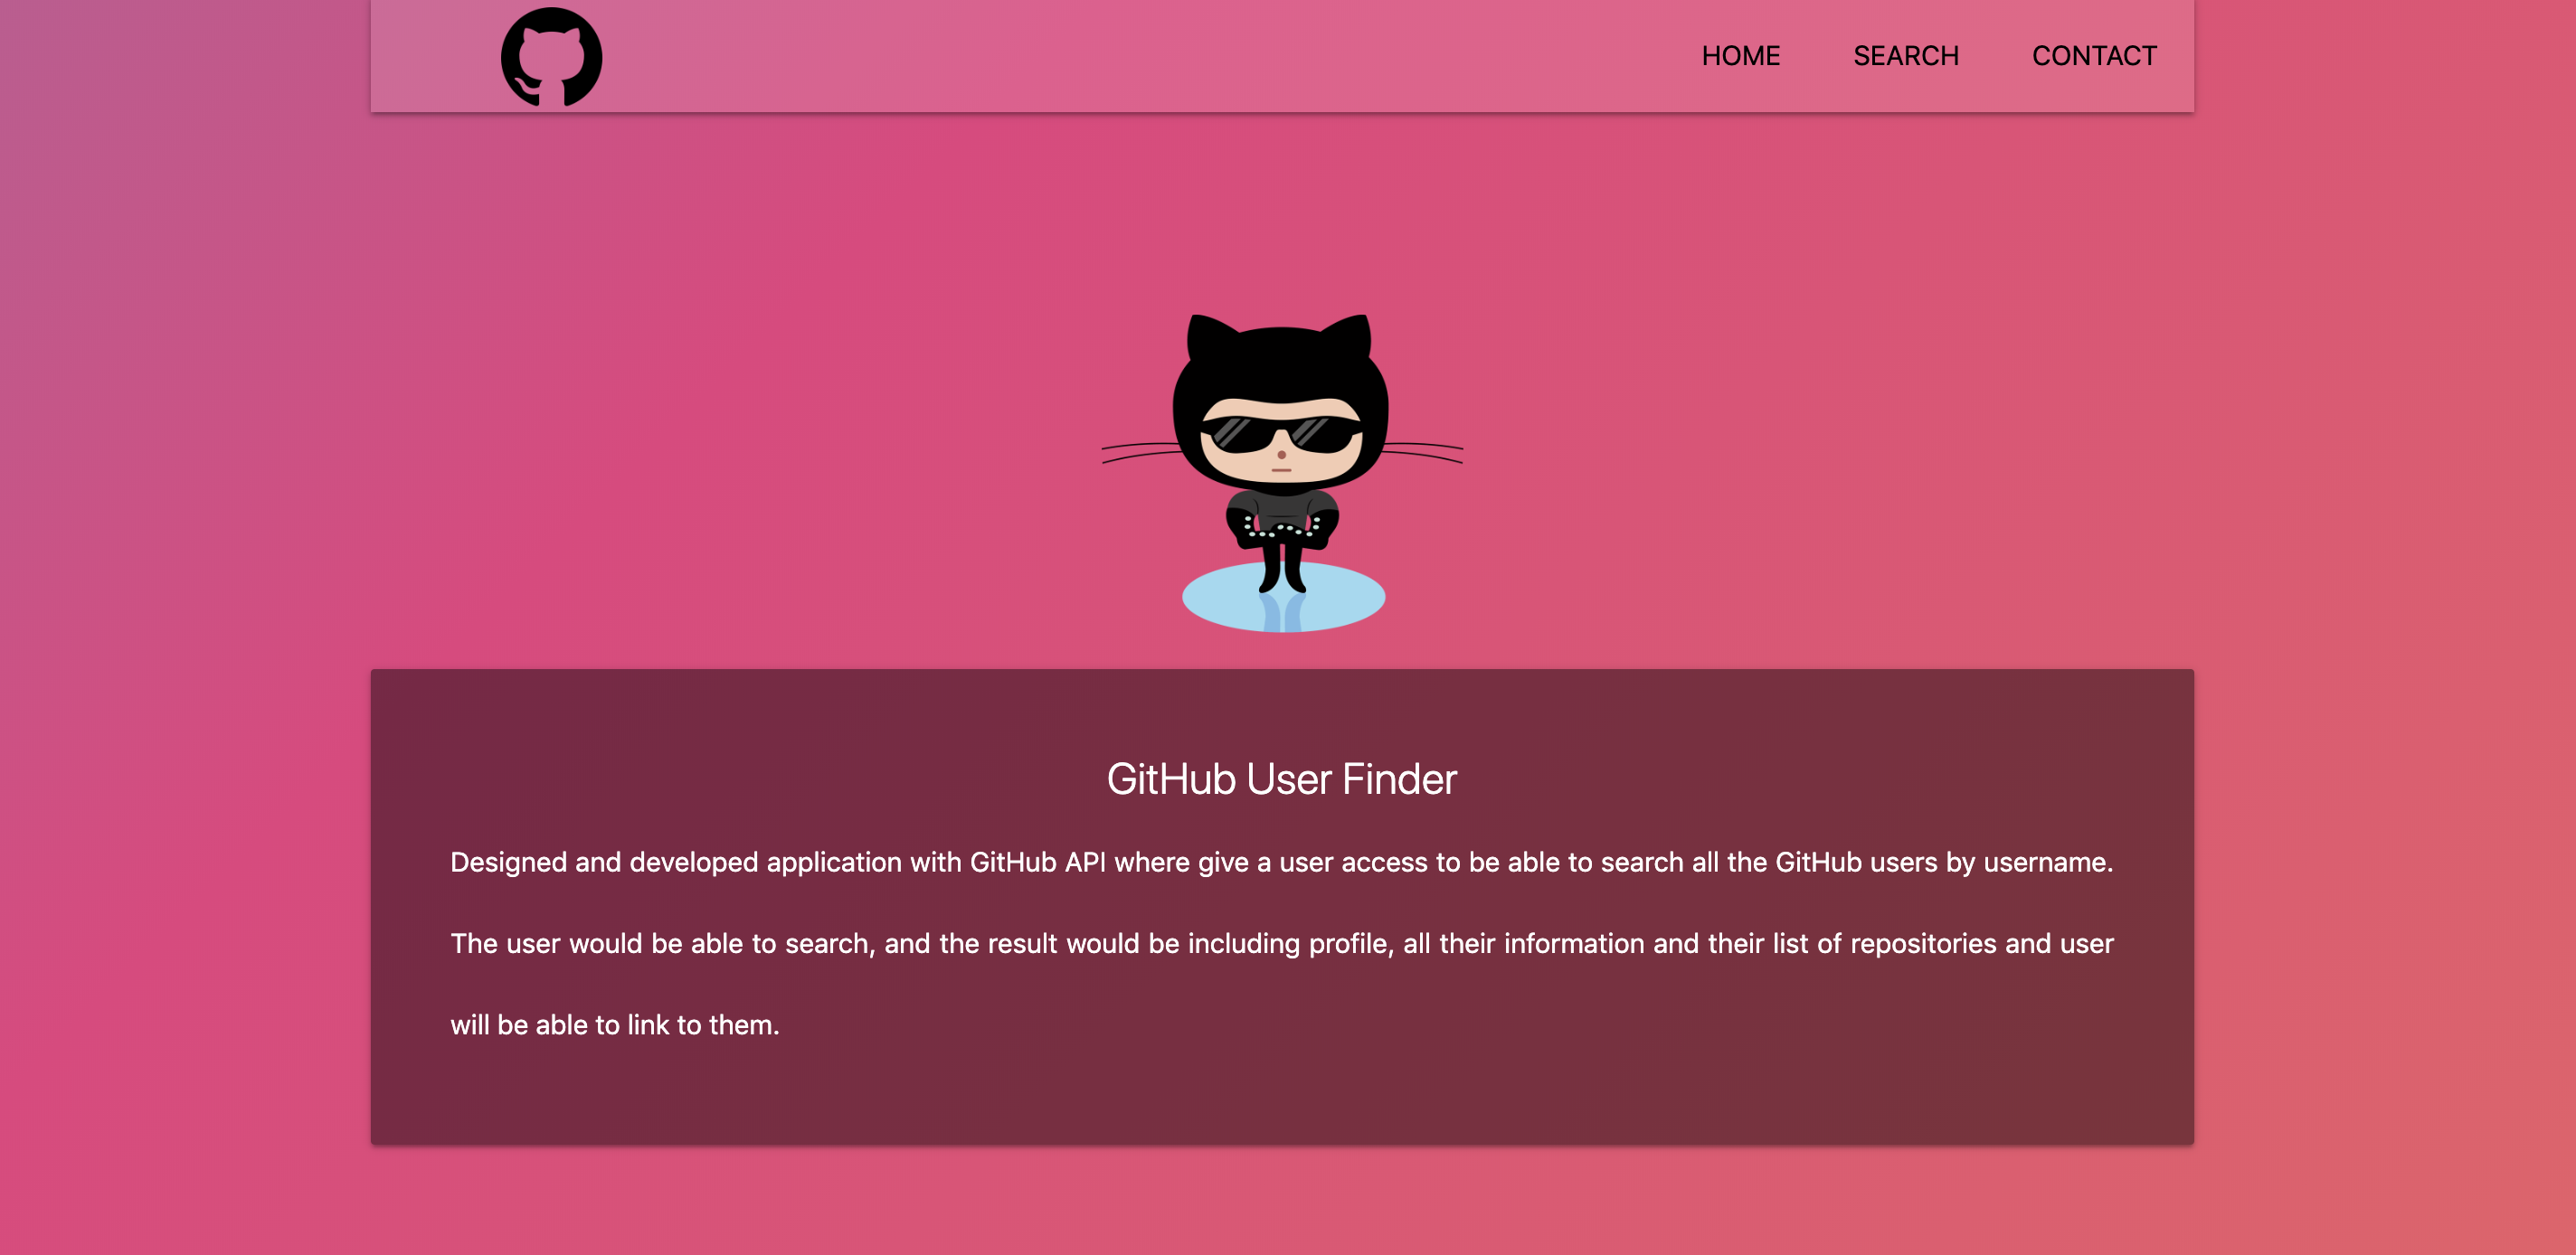 HOME SEARCH CONTACT
GitHub User Finder
Designed and developed application with GitHub API where give a user access to be able to search all the GitHub users by username.
The user would be able to search, and the result would be including profile, all their information and their list of repositories and user
will be able to link to them.